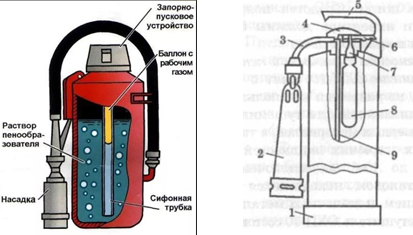 Запорно-
пусковое
устройство
Баллон с
рабочим
газом
Раствор
пенообра-
зователя
Насадка
Сифонная
трубка
5
4
3
6
7
8
2
9
1